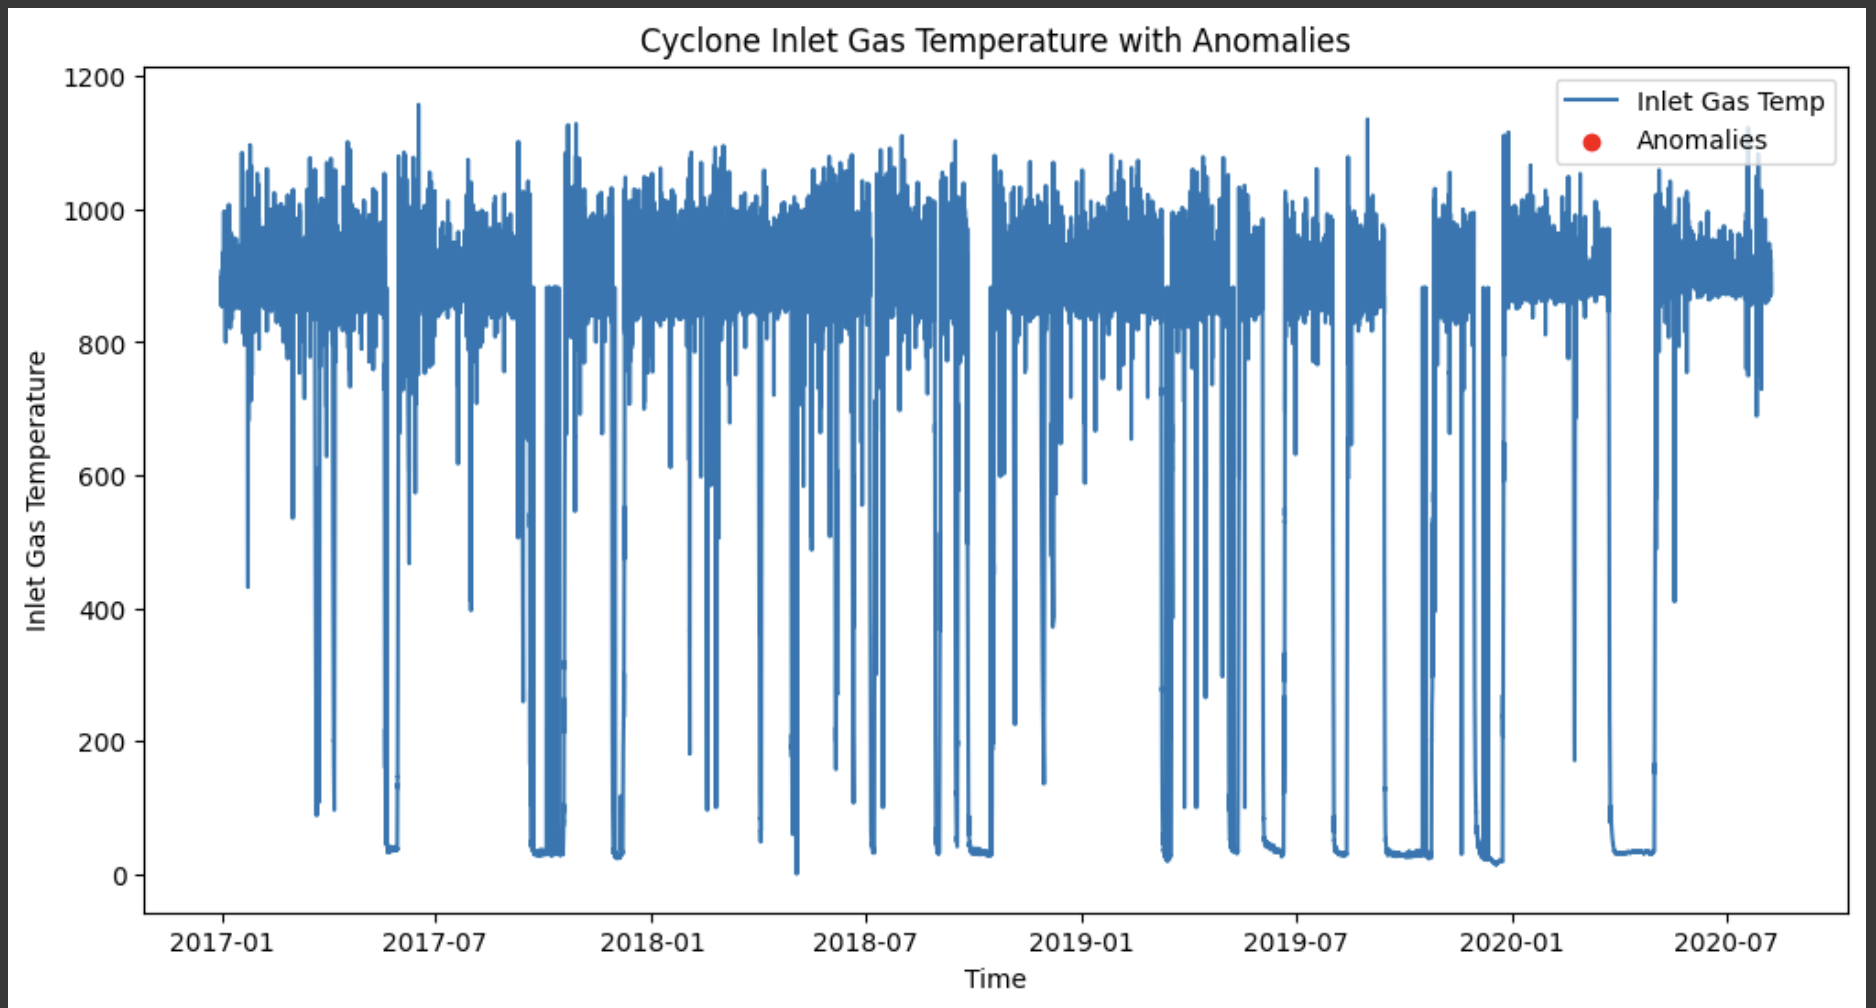 Cyclone Inlet Gas Temperature with Anomalies
Inlet Gas Temp
Anomalies
1200
1000
800
600
400
200
0
Inlet Gas Temperature
2017-01 2017-07 2018-01 2018-07 2019-01 2019-07 2020-01 2020-07
Time